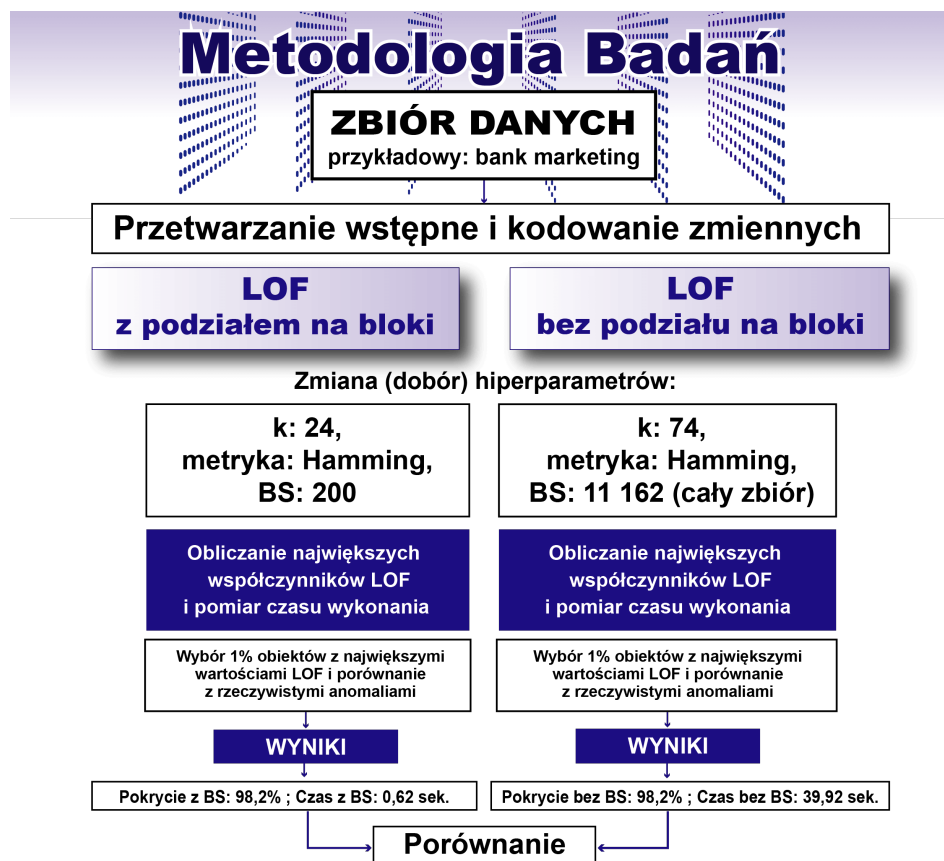 Metodologia Badań
ZBIÓR DANYCH
przykładowy: bank marketing
Przetwarzanie wstępne i kodowanie zmiennych
LOF
z podziałem na bloki
LOF
bez podziału na bloki
Zmiana (dobór) hiperparametrów:
k: 24,
metryka: Hamming,
BS: 200
k: 74,
metryka: Hamming,
BS: 11 162 (cały zbiór)
Obliczanie największych
współczynników LOF
i pomiar czasu wykonania
Obliczanie największych
współczynników LOF
i pomiar czasu wykonania
Wybór 1% obiektów z największymi
wartościami LOF i porównanie
z rzeczywistymi anomaliami
Wybór 1% obiektów z największymi
wartościami LOF i porównanie
z rzeczywistymi anomaliami
WYNIKI
WYNIKI
Pokrycie z BS: 98,2% ; Czas z BS: 0,62 sek.
Pokrycie bez BS: 98,2% ; Czas bez BS: 39,92 sek.
Porównanie